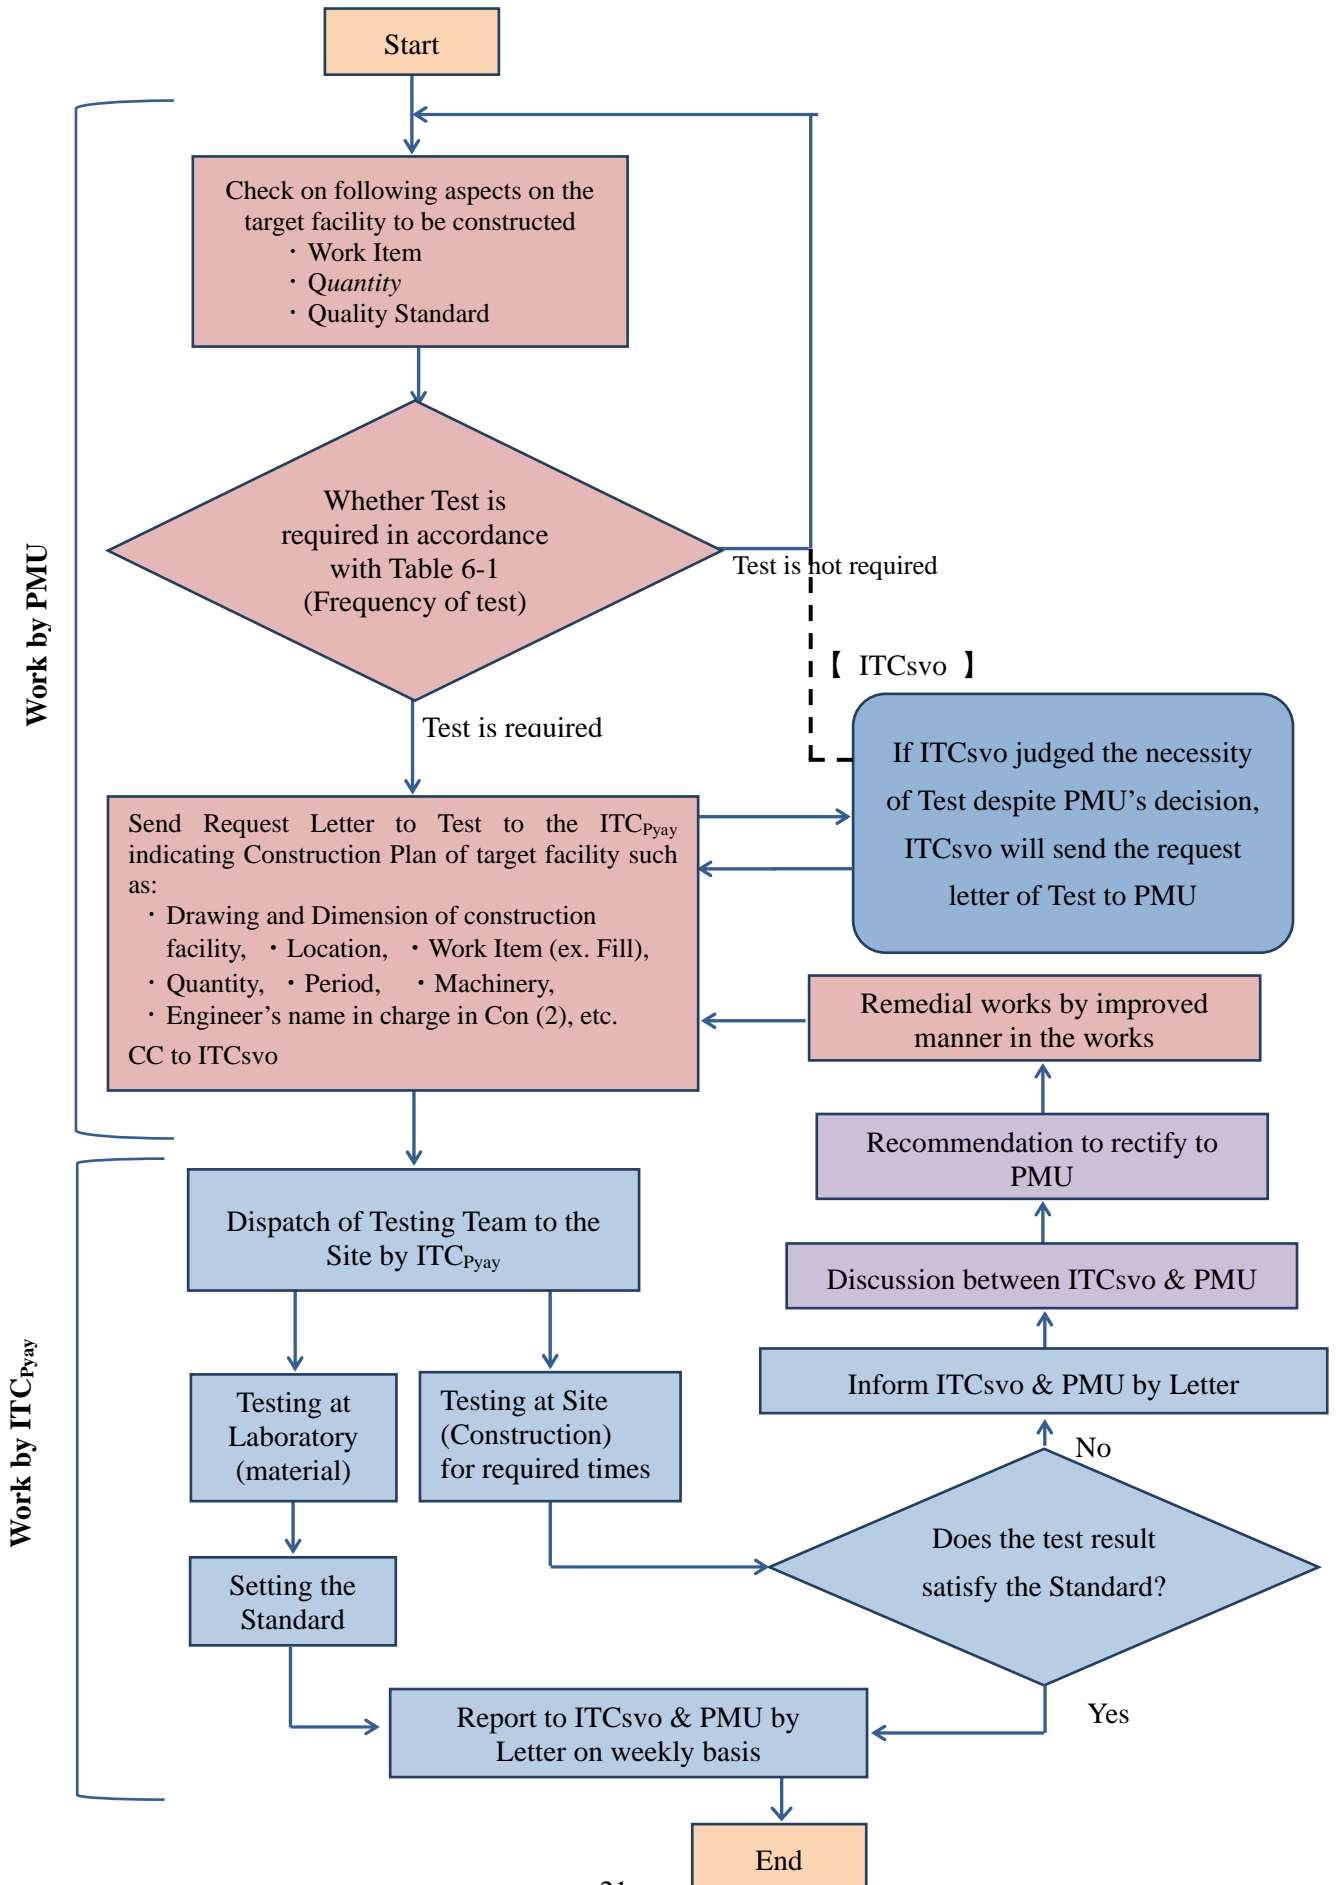 Start
Check on following aspects on the
target facility to be constructed
・Work Item
・Quantity
・Quality Standard
Whether Test is
required in accordance
with Table 6-1
(Frequency of test)
Test is not required
Work by PMU
【 ITCsvo 】
Test is required
If ITCsvo judged the necessity
of Test despite PMU's decision,
ITCsvo will send the request
letter of Test to PMU
Send Request Letter to Test to the ITCPyay
indicating Construction Plan of target facility such
as:
・Drawing and Dimension of construction
facility, ・Location, ・Work Item (ex. Fill),
・Quantity, ・Period, ・Machinery,
・Engineer's name in charge in Con (2), etc.
CC to ITCsvo
Remedial works by improved
manner in the works
Recommendation to rectify to
PMU
Dispatch of Testing Team to the
Site by ITCPyay
Discussion between ITCsvo & PMU
Inform ITCsvo & PMU by Letter
Work by ITCPyay
Testing at
Laboratory
(material)
Testing at Site
(Construction)
for required times
No
Does the test result
satisfy the Standard?
Setting the
Standard
Yes
Report to ITCsvo & PMU by
Letter on weekly basis
End
21